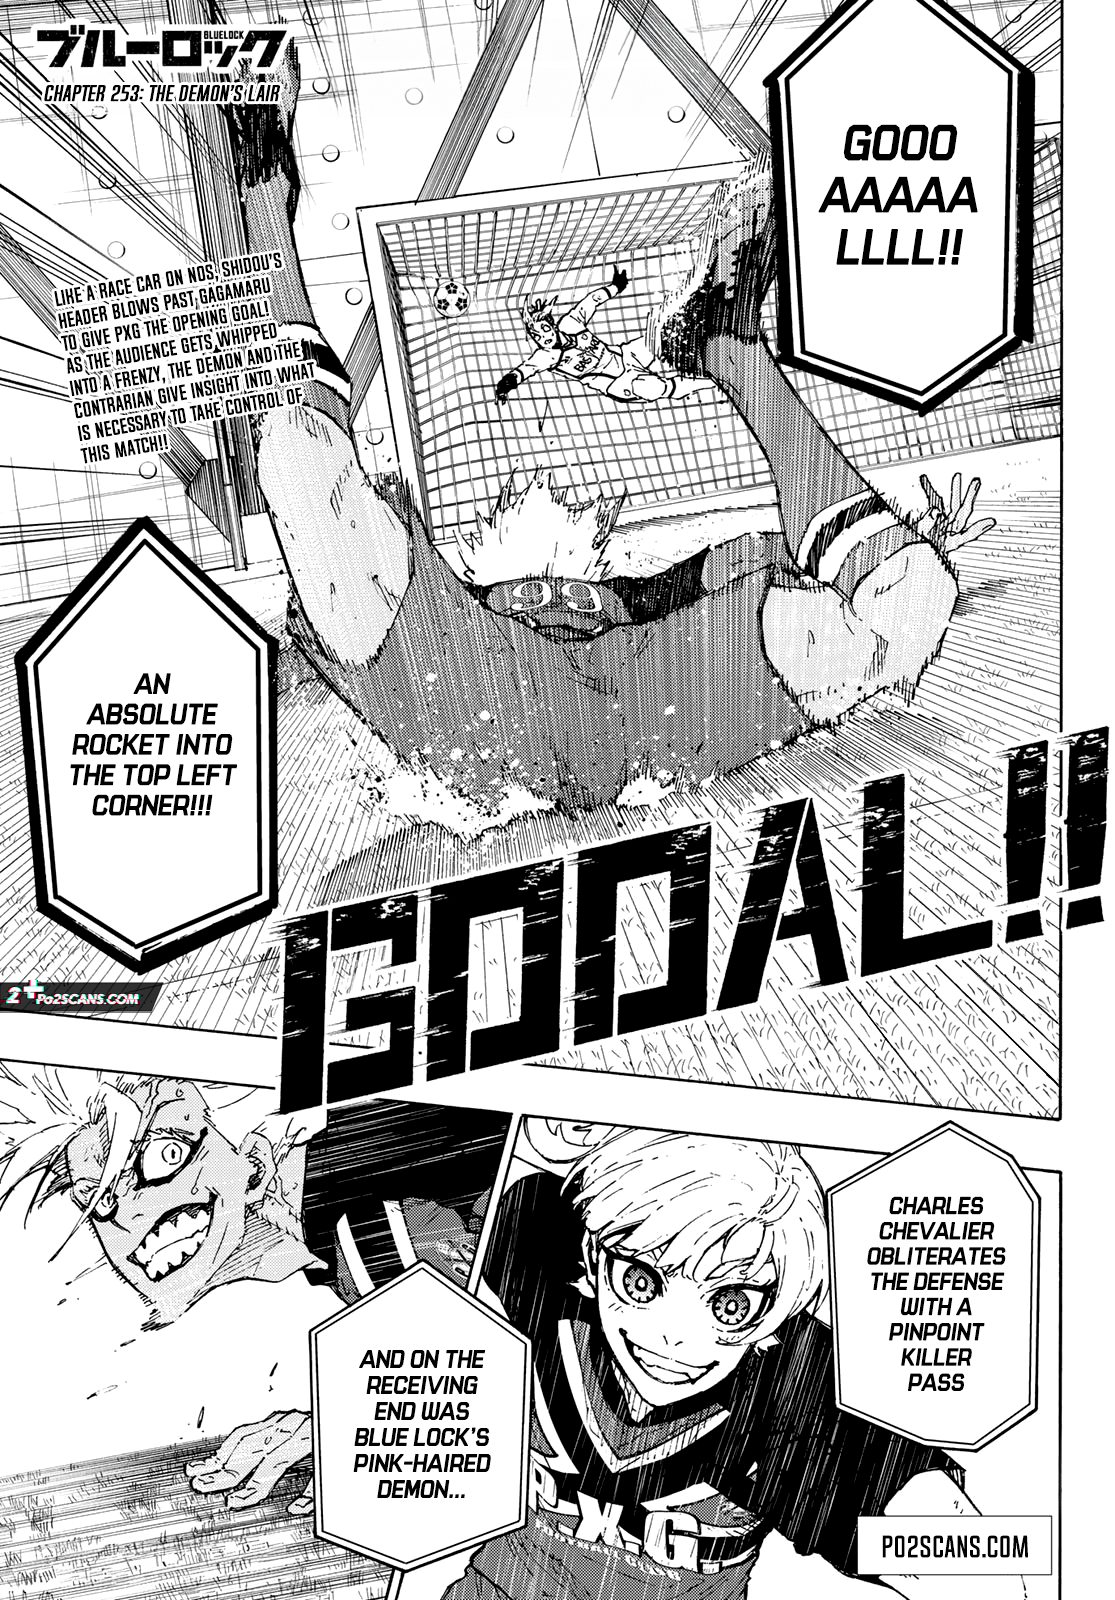 ブルーロック
BLUELOCK
CHAPTER 253: THE DEMON'S LAIR
GOOO
AAAAA
LLLL!!
LIKE A RACE CAR ON NOS, SHIDOU'S
HEADER BLOWS PAST GAGAMARU
TO GIVE PXG THE OPENING GOAL!
AS THE AUDIENCE GETS WHIPPED
INTO A FRENZY, THE DEMON AND THE
CONTRARIAN GIVE INSIGHT INTO WHAT
IS NECESSARY TO TAKE CONTROL OF
THIS MATCH!!
99
AN
ABSOLUTE
ROCKET INTO
THE TOP LEFT
CORNER!!!
GOOAL!!
2+
PO2SCANS.COM
CHARLES
CHEVALIER
OBLITERATES
THE DEFENSE
WITH A
PINPOINT
KILLER
PASS
AND ON THE
RECEIVING
END WAS
BLUE LOCK'S
PINK-HAIRED
DEMON...
P.X.G.
PO2SCANS.COM